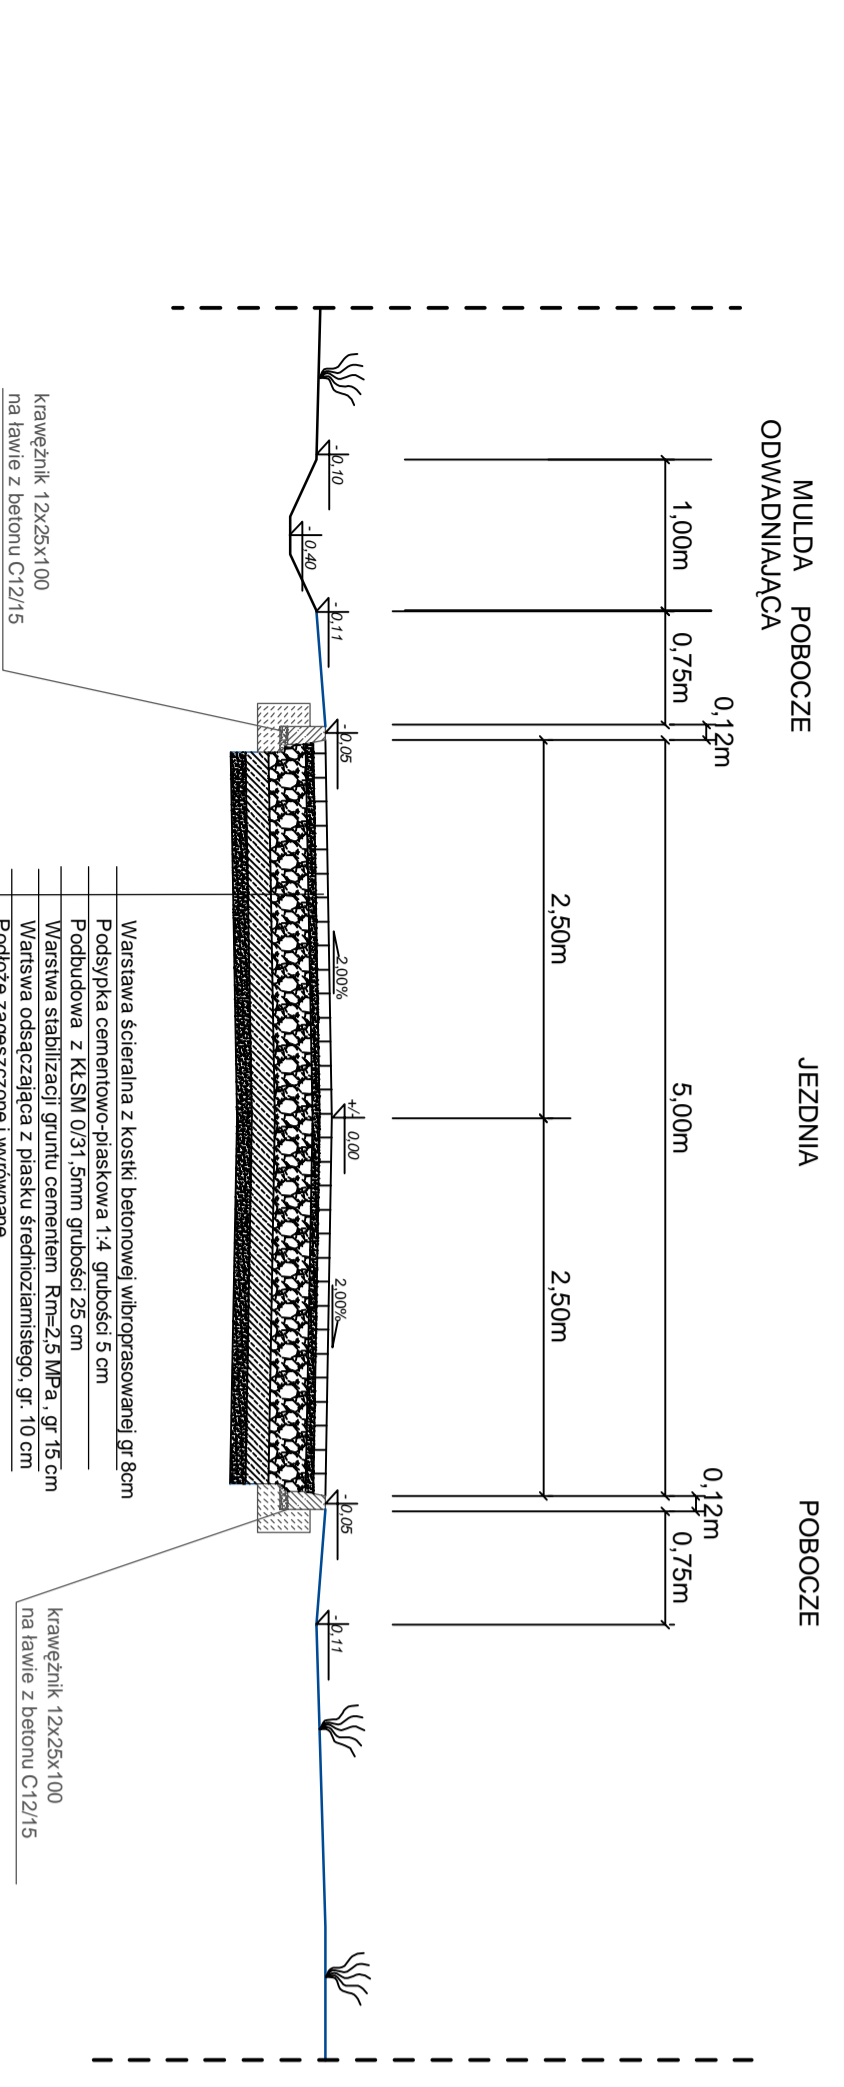 MULDA
ODWADNIAJĄCA
POBOCZE
JEZDNIA
POBOCZE
0,12m
0,12m
1,00m
0,75m
5,00m
0,75m
2,50m
2,50m
-0,10
-0,40
-0,11
-0,05
2,00%
+/- 0,00
2,00%
-0,05
-0,11
Warstawa ścieralna z kostki betonowej wibroprasowanej gr 8cm
Podsypka cementowo-piaskowa 1:4 grubości 5 cm
Podbudowa z KŁSM 0/31,5mm grubości 25 cm
Warstwa stabilizacji gruntu cementem Rm=2,5 MPa , gr 15 cm
Wartswa odsączająca z piasku średnioziarnistego, gr. 10 cm
Podłoże zagęszczone i wyrównane
krawężnik 12x25x100
na ławie z betonu C12/15
krawężnik 12x25x100
na ławie z betonu C12/15